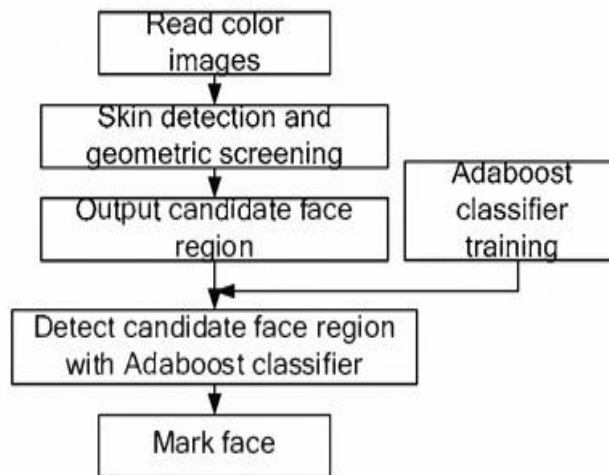 Read color
images
Skin detection and
geometric screening
Output candidate face
region
Adaboost
classifier
training
Detect candidate face region
with Adaboost classifier
Mark face